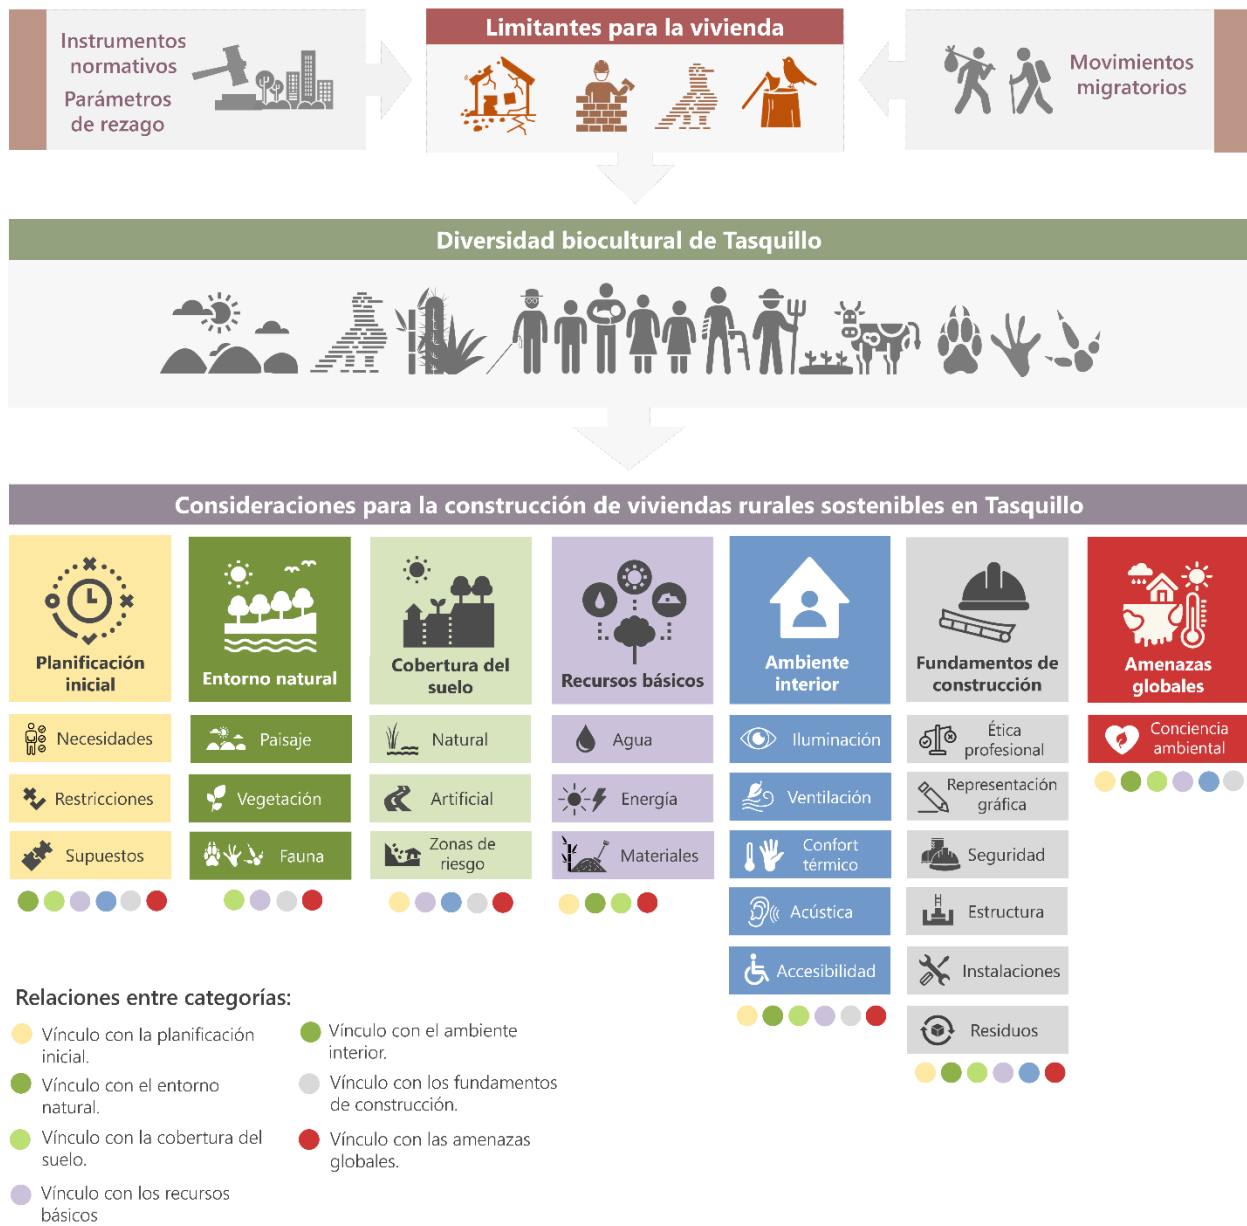 Instrumentos
normativos
Parámetros
de rezago
Limitantes para la vivienda
Movimientos
migratorios
Diversidad biocultural de Tasquillo
Consideraciones para la construcción de viviendas rurales sostenibles en Tasquillo
Planificación
inicial
Necesidades
Restricciones
Supuestos
Entorno natural
Paisaje
Vegetación
Fauna
Cobertura del
suelo
Natural
Artificial
Zonas de
riesgo
Recursos básicos
Agua
Energía
Materiales
Ambiente
interior
Iluminación
Ventilación
Confort
térmico
Acústica
Accesibilidad
Fundamentos de
construcción
Ética
profesional
Representación
gráfica
Seguridad
Estructura
Instalaciones
Residuos
Amenazas
globales
Conciencia
ambiental
Relaciones entre categorías:
Vínculo con la planificación
inicial.
Vínculo con el entorno
natural.
Vínculo con la cobertura del
suelo.
Vínculo con los recursos
básicos
Vínculo con el ambiente
interior.
Vínculo con los fundamentos
de construcción.
Vínculo con las amenazas
globales.